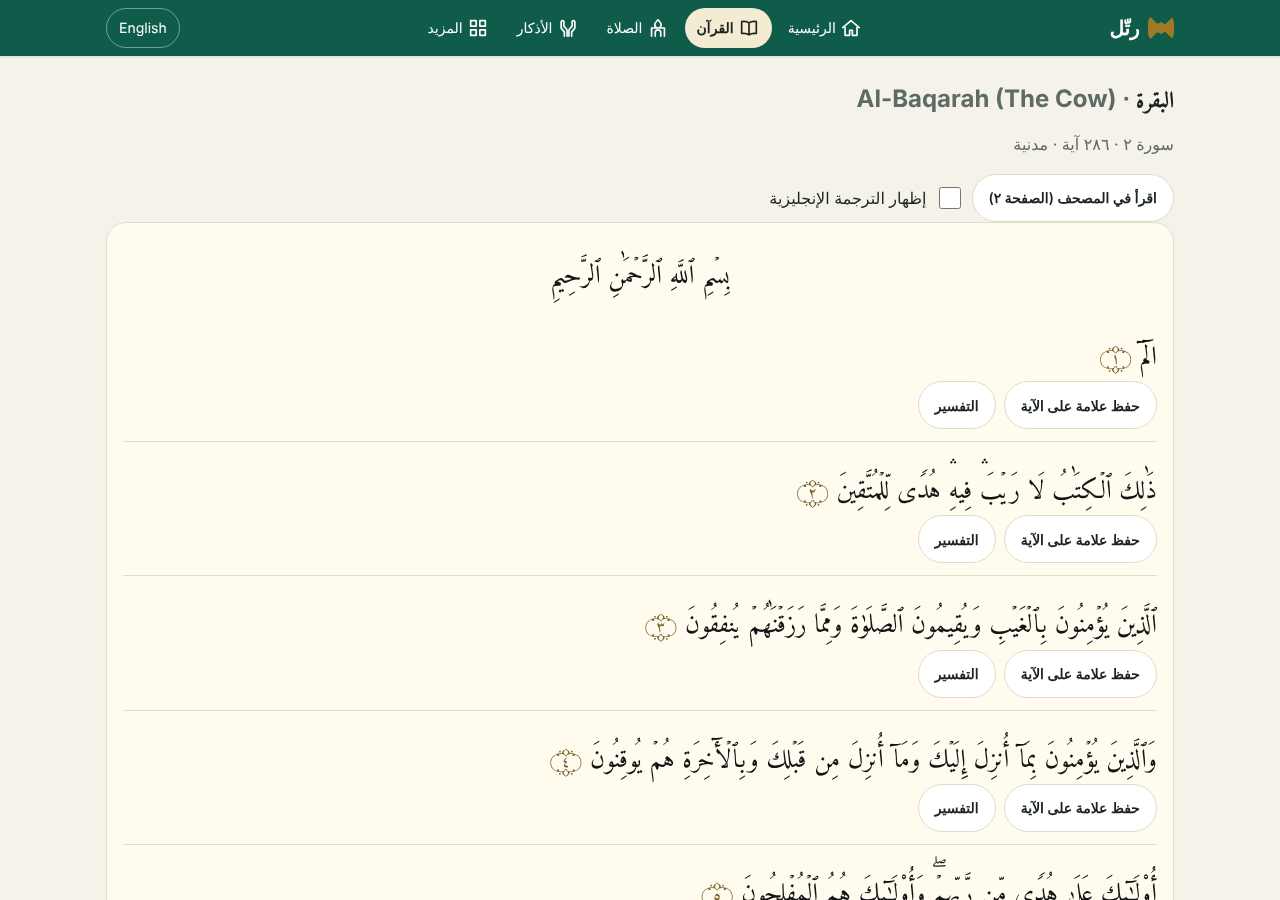 رتّل
الرئيسية
القرآن
الصلاة
الأذكار
المزيد
English
البقرة · Al-Baqarah (The Cow)
سورة ٢ · ٢٨٦ آية · مدنية
اقرأ في المصحف (الصفحة ٢)
إظهار الترجمة الإنجليزية
بِسْمِ ٱللَّهِ ٱلرَّحْمَٰنِ ٱلرَّحِيمِ
الٓمٓ ١
حفظ علامة على الآية
التفسير
ذَٰلِكَ ٱلْكِتَٰبُ لَا رَيْبَ ۛ فِيهِ ۛ هُدًى لِّلْمُتَّقِينَ ٢
حفظ علامة على الآية
التفسير
ٱلَّذِينَ يُؤْمِنُونَ بِٱلْغَيْبِ وَيُقِيمُونَ ٱلصَّلَوٰةَ وَمِمَّا رَزَقْنَٰهُمْ يُنفِقُونَ ٣
حفظ علامة على الآية
التفسير
وَٱلَّذِينَ يُؤْمِنُونَ بِمَآ أُنزِلَ إِلَيْكَ وَمَآ أُنزِلَ مِن قَبْلِكَ وَبِٱلْأٓخِرَةِ هُمْ يُوقِنُونَ ٤
حفظ علامة على الآية
التفسير
أُو۟لَٰٓئِكَ عَلَىٰ هُدًى مِّن رَّبِّهِمْ ۖ وَأُو۟لَٰٓئِكَ هُمُ ٱلْمُفْلِحُونَ ٥